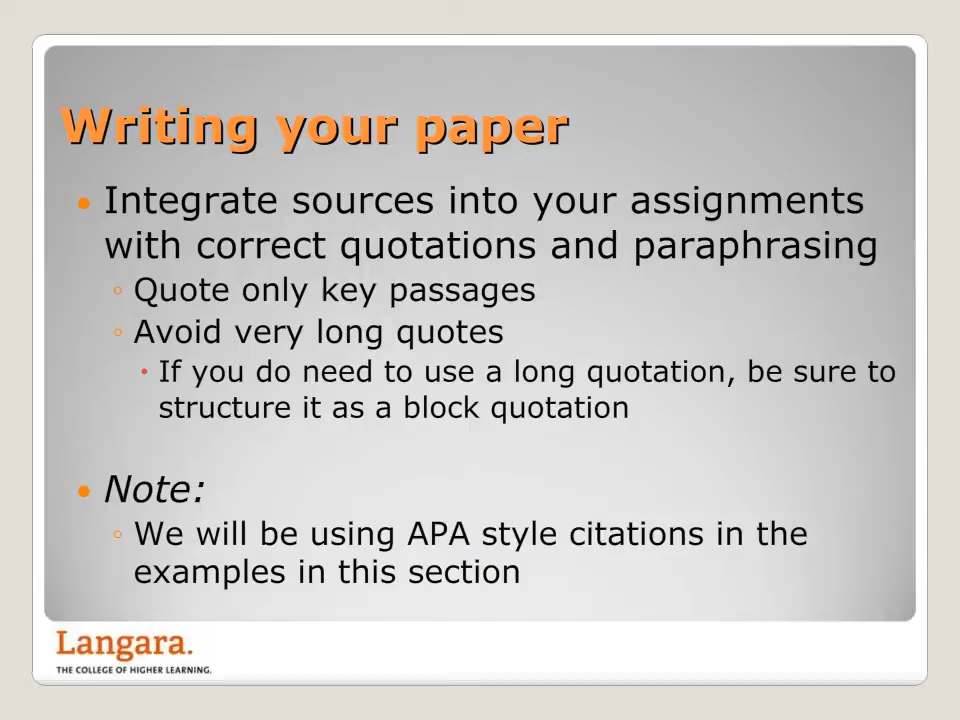 Writing your paper
• Integrate sources into your assignments
with correct quotations and paraphrasing
◦ Quote only key passages
◦ Avoid very long quotes
• If you do need to use a long quotation, be sure to
structure it as a block quotation
• Note:
◦ We will be using APA style citations in the
examples in this section
Langara.
THE COLLEGE OF HIGHER LEARNING.